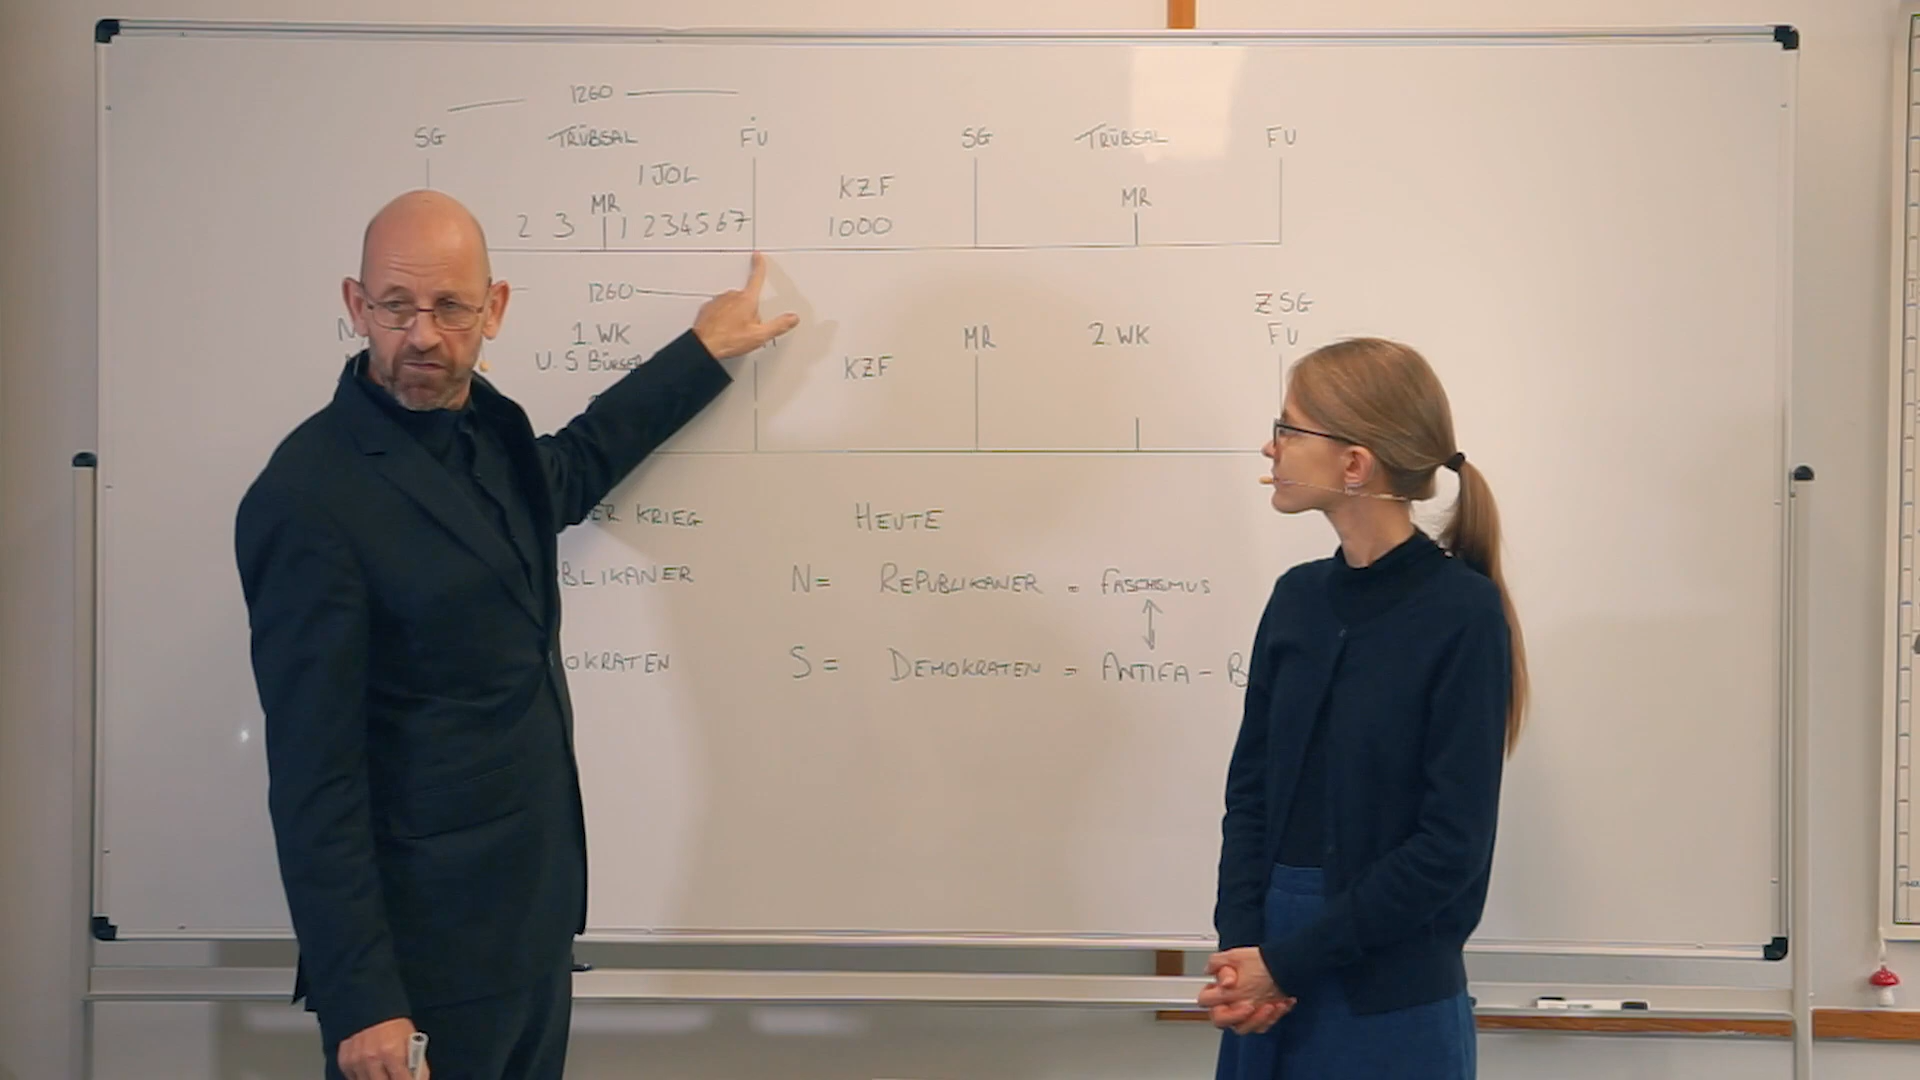 1260
SG TRÜBSAL FU SG TRÜBSAL FU
1 JOL
KZF
MR MR
2 3 1 234567 1000
1260
Z SG
1. WK MR 2. WK FU
U.S BÜRGER
KZF
KRIEG HEUTE
BLIKANER N= REPUBLIKANER = FASCHISMUS
OKRATEN S = DEMOKRATEN = ANTIFA - B